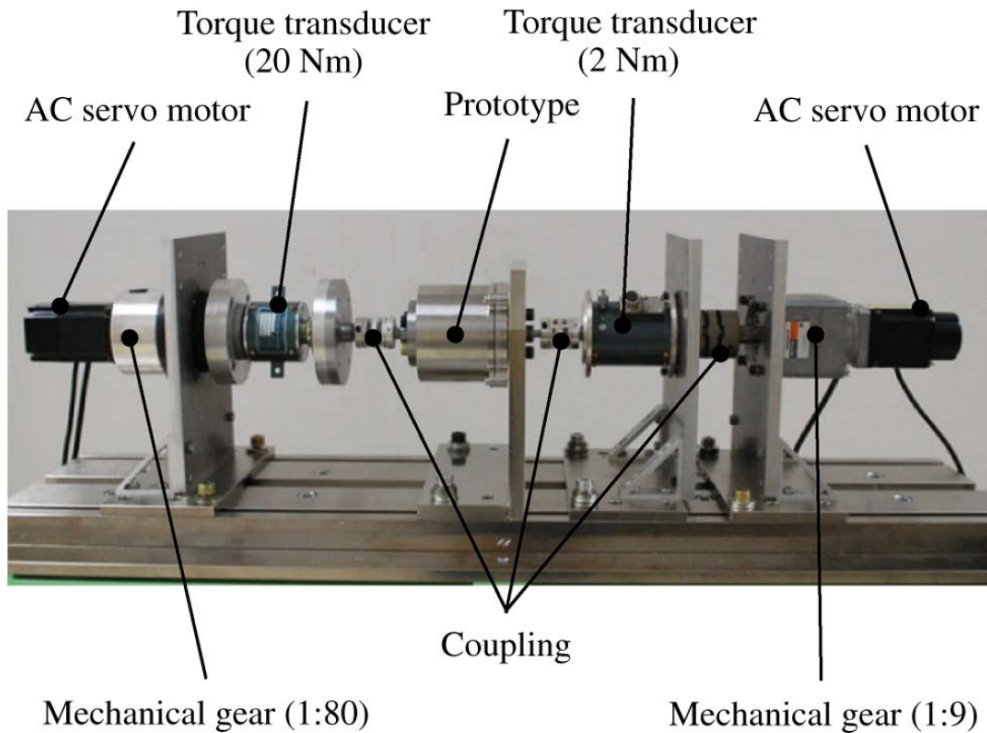 Torque transducer
(20 Nm)
Torque transducer
(2 Nm)
AC servo motor
Prototype
AC servo motor
Coupling
Mechanical gear (1:80)
Mechanical gear (1:9)